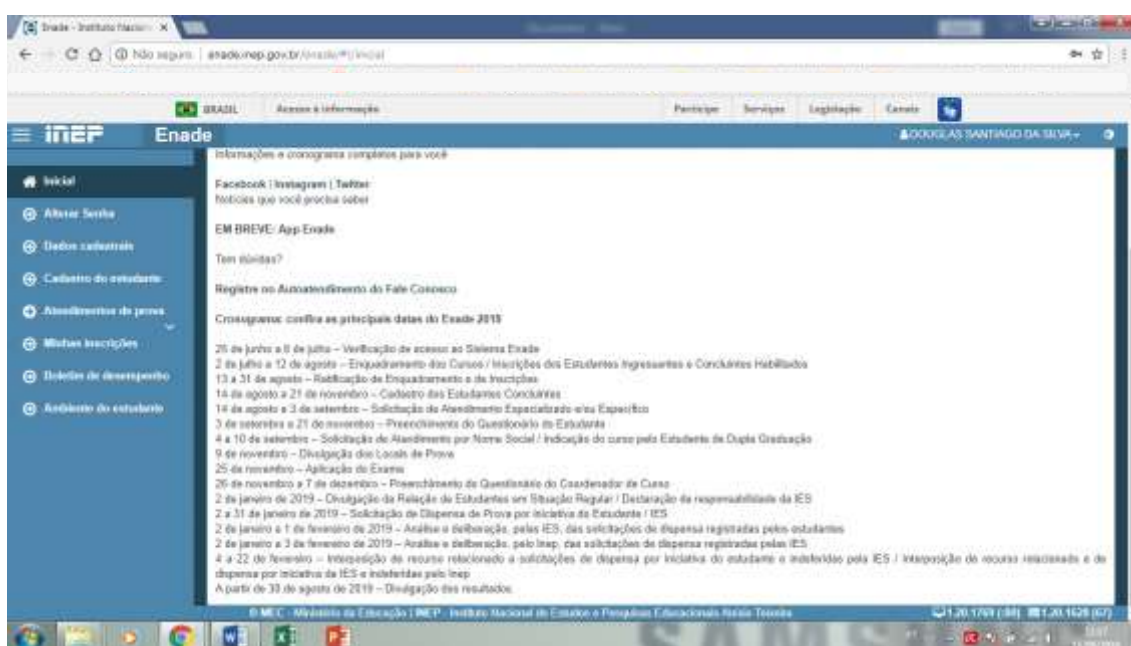 Enade - Instituto Nacion
Não seguro | enade.inep.gov.br/enade/#!/inicial
BRASIL Acesso à informação Participe Serviços Legislação Canais
inep Enade DOUGLAS SANTIAGO DA SILVA
Informações e cronograma completos para você
Inicial
Facebook | Instagram | Twitter
Notícias que você precisa saber
Alterar Senha
EM BREVE: App Enade
Dados cadastrais
Tem dúvidas?
Cadastro do estudante
Registre no Autoatendimento do Fale Conosco
Atendimentos de prova
Cronograma: confira as principais datas do Enade 2018
Minhas Inscrições
26 de junho a 8 de julho – Verificação de acesso ao Sistema Enade
2 de julho a 12 de agosto – Enquadramento dos Cursos / Inscrições dos Estudantes Ingressantes e Concluintes Habilitados
Boletim de desempenho
13 a 31 de agosto – Retificação de Enquadramento e de Inscrições
14 de agosto a 21 de novembro – Cadastro dos Estudantes Concluintes
Ambiente do estudante
14 de agosto a 3 de setembro – Solicitação de Atendimento Especializado e/ou Específico
3 de setembro a 21 de novembro – Preenchimento do Questionário do Estudante
4 a 10 de setembro – Solicitação de Atendimento por Nome Social / Indicação do curso pelo Estudante de Dupla Graduação
9 de novembro – Divulgação dos Locais de Prova
25 de novembro – Aplicação do Exame
26 de novembro a 7 de dezembro – Preenchimento do Questionário do Coordenador de Curso
2 de janeiro de 2019 – Divulgação da Relação de Estudantes em Situação Regular / Declaração de responsabilidade da IES
2 a 31 de janeiro de 2019 – Solicitação de Dispensa de Prova por Iniciativa do Estudante / IES
2 de janeiro a 1 de fevereiro de 2019 – Análise e deliberação, pelas IES, das solicitações de dispensa registradas pelos estudantes
2 de janeiro a 3 de fevereiro de 2019 – Análise e deliberação, pelo Inep, das solicitações de dispensa registradas pelas IES
4 a 22 de fevereiro – Interposição de recurso relacionado a solicitações de dispensa por iniciativa do estudante e indeferidas pela IES / Interposição de recurso relacionado a de
dispensa por iniciativa da IES e indeferidas pelo Inep
A partir de 30 de agosto de 2019 – Divulgação dos resultados.
© MEC - Ministério da Educação | INEP - Instituto Nacional de Estudos e Pesquisas Educacionais Anísio Teixeira